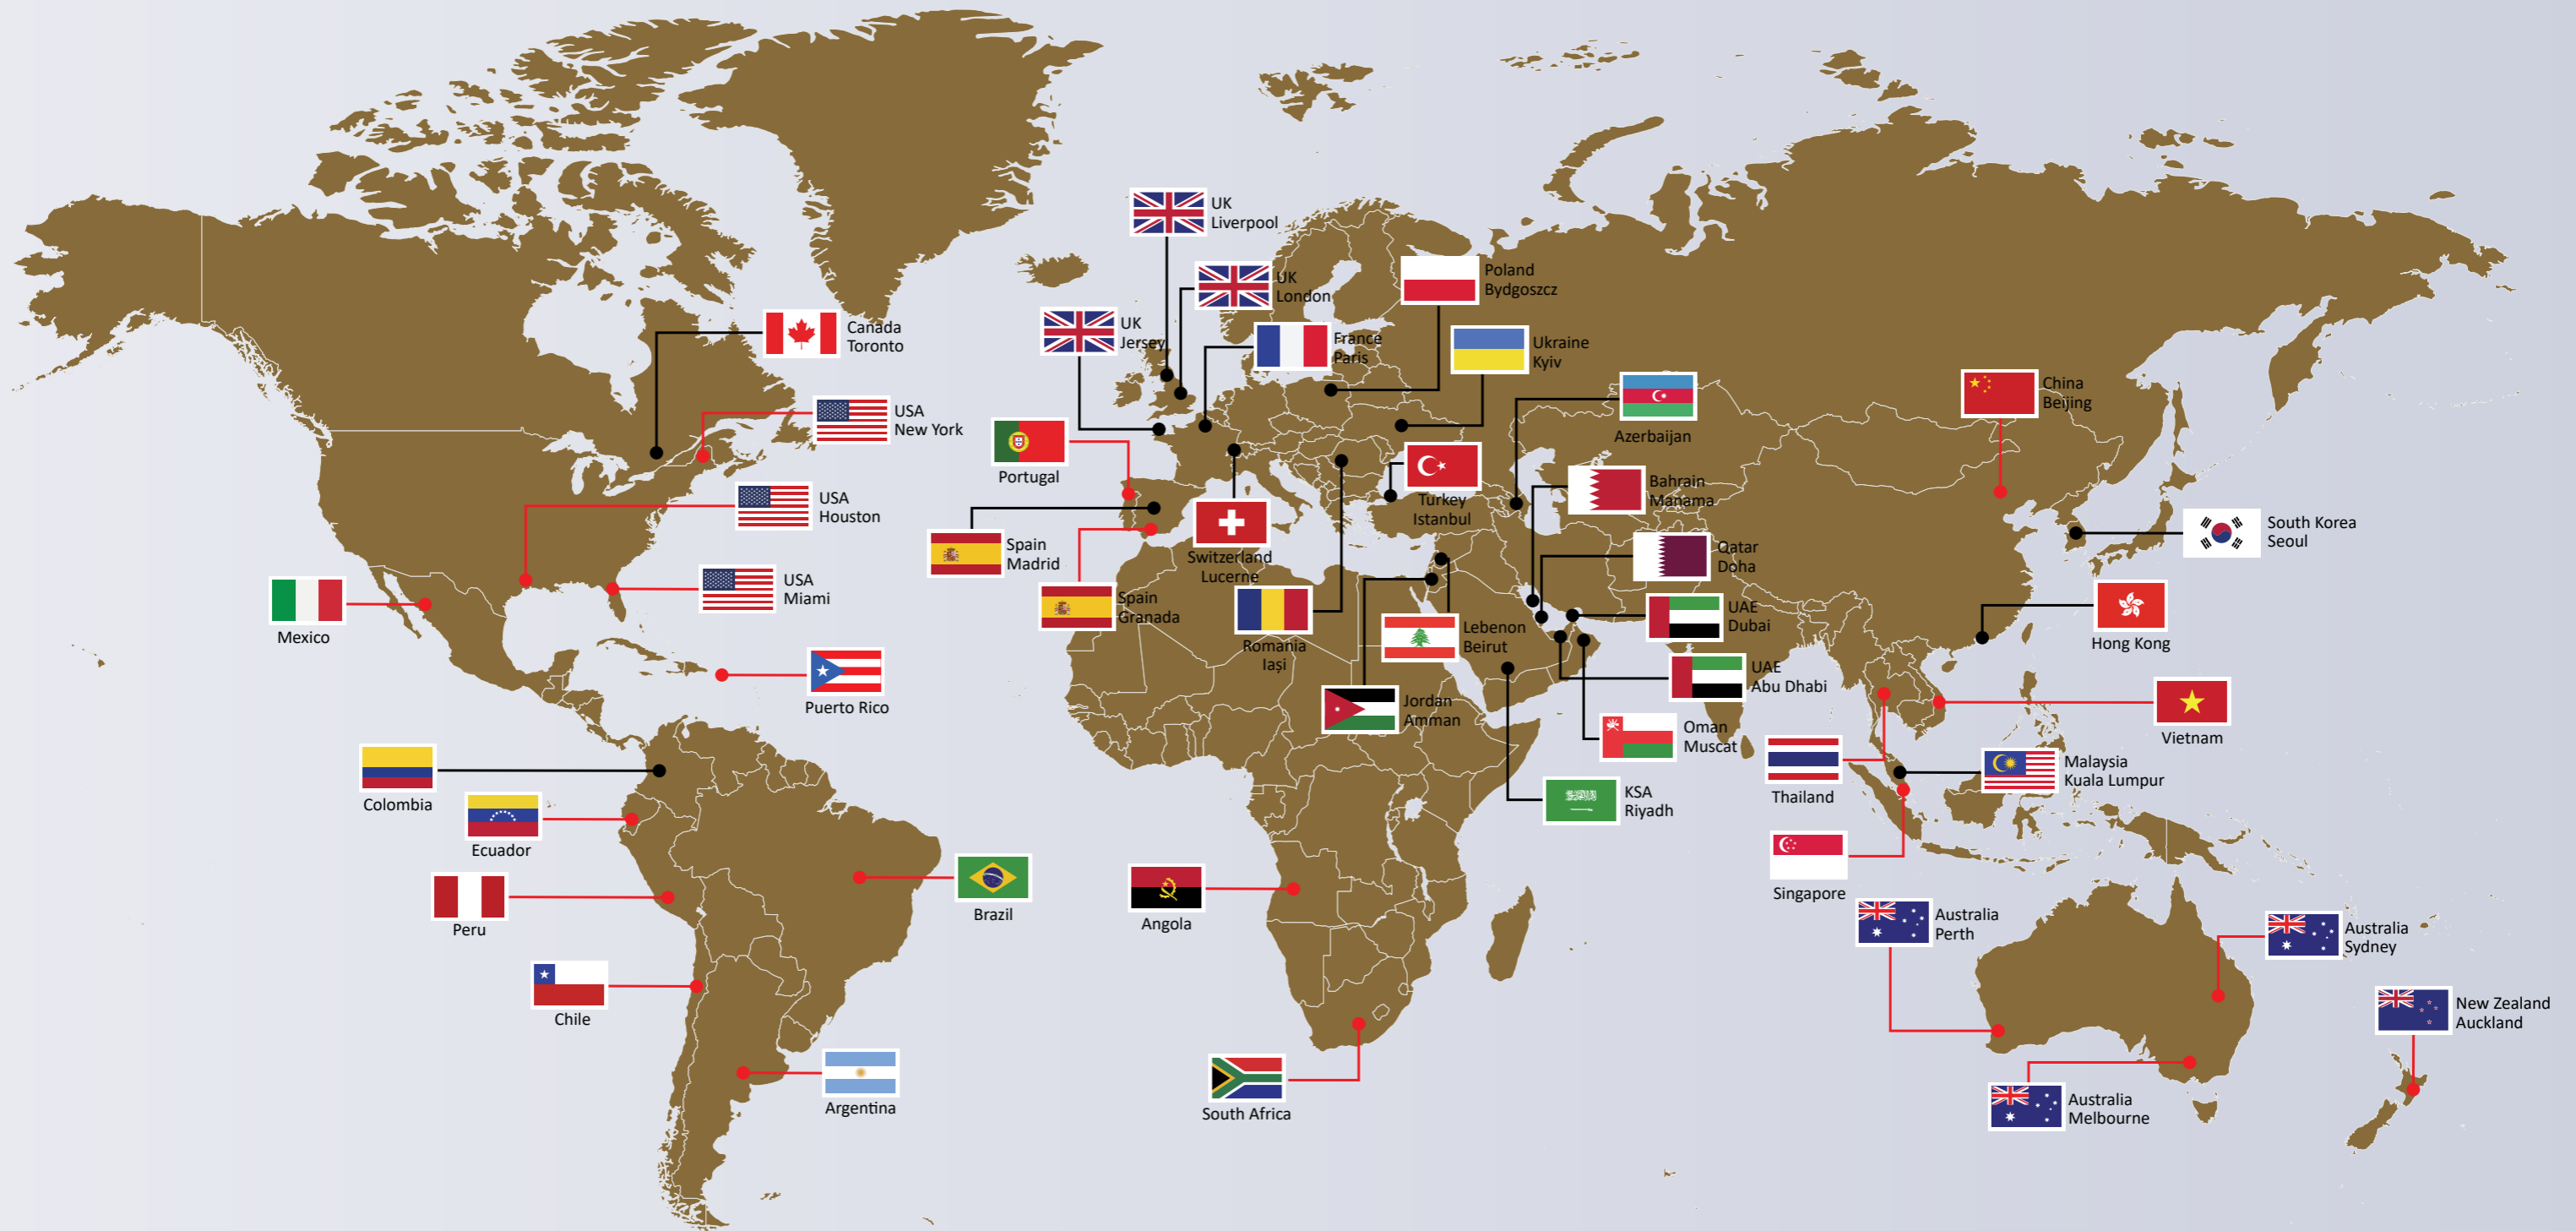 UK
Liverpool
UK
London
Poland
Bydgoszcz
UK
Jersey
Canada
Toronto
France
Paris
Ukraine
Kyiv
China
Beijing
USA
New York
Azerbaijan
Portugal
Turkey
Istanbul
Bahrain
Manama
USA
Houston
South Korea
Seoul
Spain
Madrid
Switzerland
Lucerne
Qatar
Doha
USA
Miami
Spain
Granada
UAE
Dubai
Mexico
Romania
Iași
Lebenon
Beirut
Hong Kong
UAE
Abu Dhabi
Puerto Rico
Jordan
Amman
Oman
Muscat
Vietnam
Colombia
KSA
Riyadh
Thailand
Malaysia
Kuala Lumpur
Ecuador
Singapore
Peru
Brazil
Angola
Australia
Perth
Australia
Sydney
Chile
New Zealand
Auckland
Argentina
South Africa
Australia
Melbourne